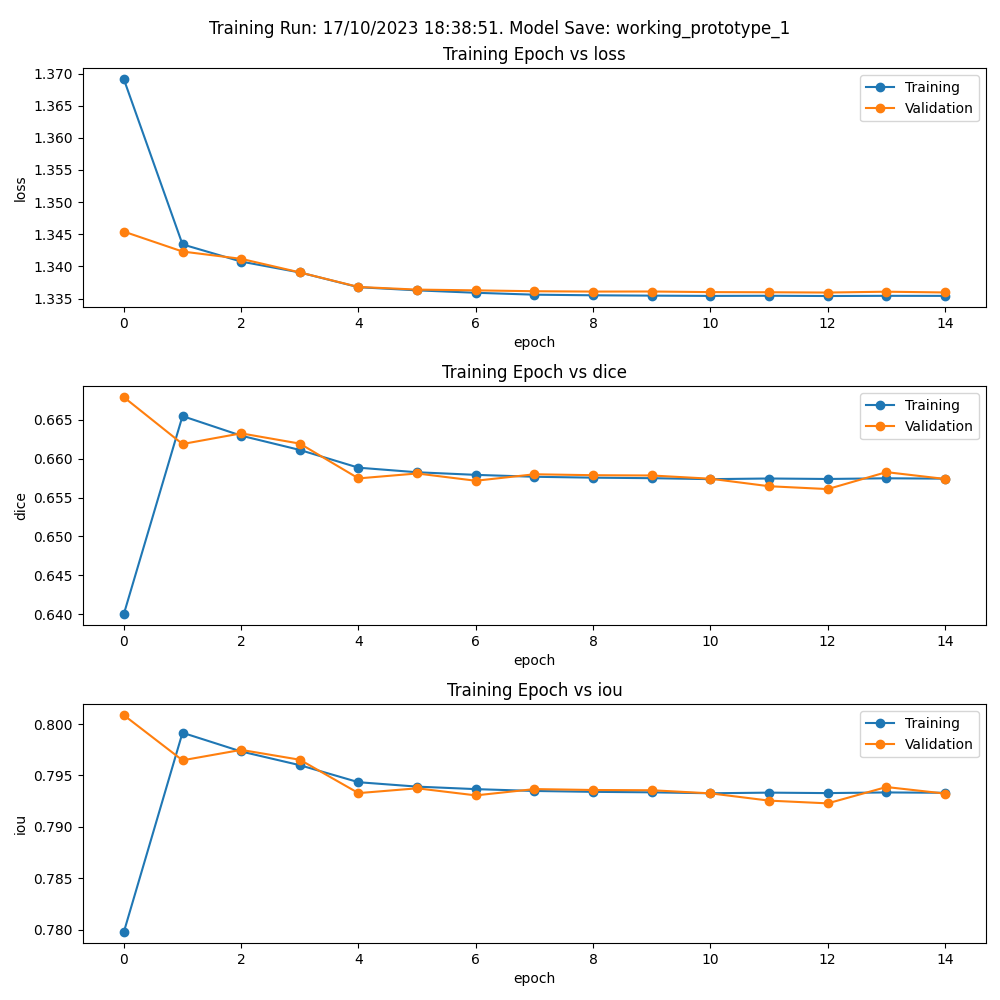 Training Run: 17/10/2023 18:38:51. Model Save: working_prototype_1
Training Epoch vs loss
1.370
1.365
1.360
1.355
1.350
1.345
1.340
1.335
loss
Training
Validation
0 2 4 6 8 10 12 14
epoch
Training Epoch vs dice
0.665
0.660
0.655
0.650
0.645
0.640
dice
Training
Validation
0 2 4 6 8 10 12 14
epoch
Training Epoch vs iou
0.800
0.795
0.790
0.785
0.780
iou
Training
Validation
0 2 4 6 8 10 12 14
epoch